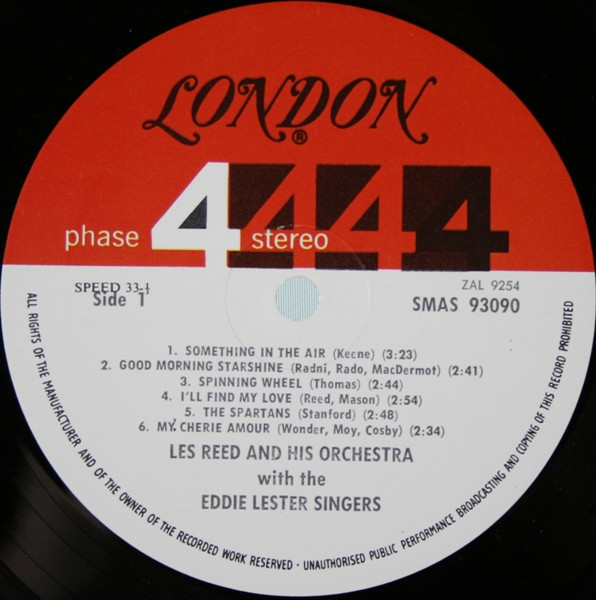 LONDON
®
phase 4 stereo 444
SPEED 33⅓
ZAL 9254
Side 1
SMAS 93090
1. SOMETHING IN THE AIR (Keene) (3:23)
2. GOOD MORNING STARSHINE (Radni, Rado, MacDermot) (2:41)
3. SPINNING WHEEL (Thomas) (2:44)
4. I'LL FIND MY LOVE (Reed, Mason) (2:54)
5. THE SPARTANS (Stanford) (2:48)
6. MY CHERIE AMOUR (Wonder, Moy, Cosby) (2:34)
LES REED AND HIS ORCHESTRA
with the
EDDIE LESTER SINGERS
ALL RIGHTS OF THE MANUFACTURER AND OF THE OWNER OF THE RECORDED WORK RESERVED · UNAUTHORISED PUBLIC PERFORMANCE BROADCASTING AND COPYING OF THIS RECORD PROHIBITED